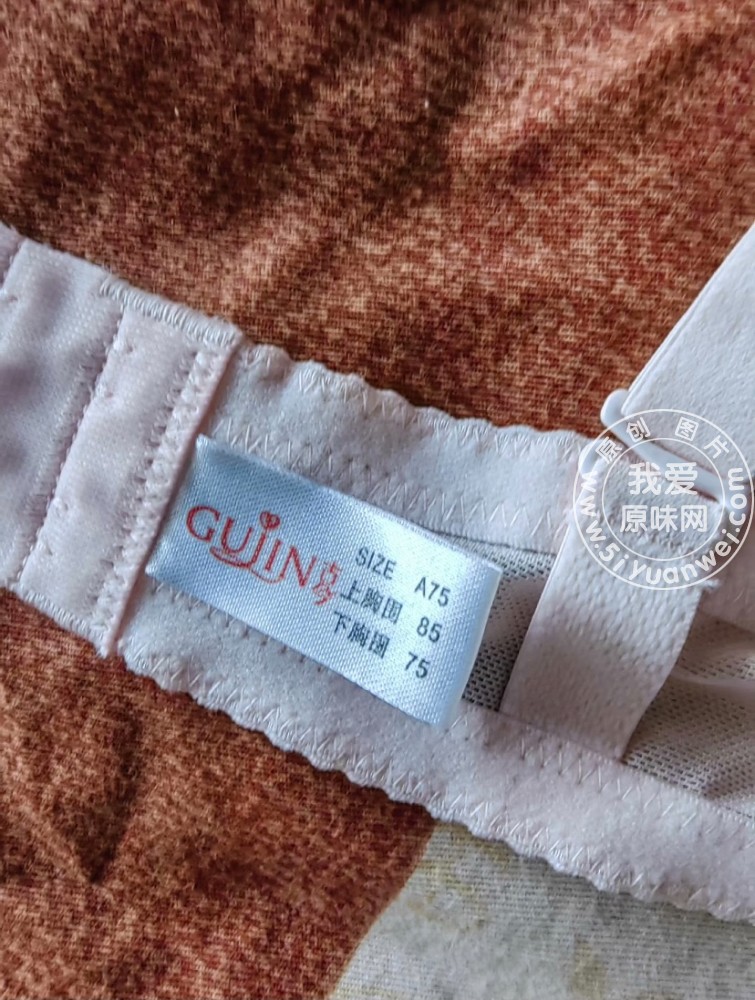 GUJIN
SIZE A75
上胸围 85
下胸围 75
原创图片
我爱
原味网
www.5iyuanwei.com